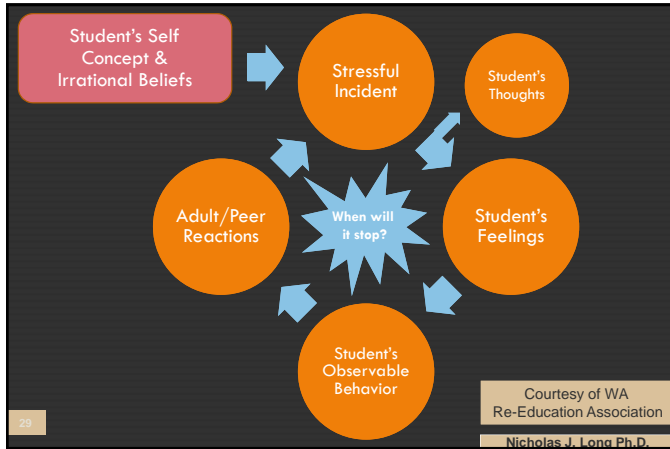 Student's Self
Concept &
Irrational Beliefs
Stressful
Incident
Student's
Thoughts
Adult/Peer
Reactions
When will
it stop?
Student's
Feelings
Student's
Observable
Behavior
Courtesy of WA
Re-Education Association
29
Nicholas J. Long Ph.D.